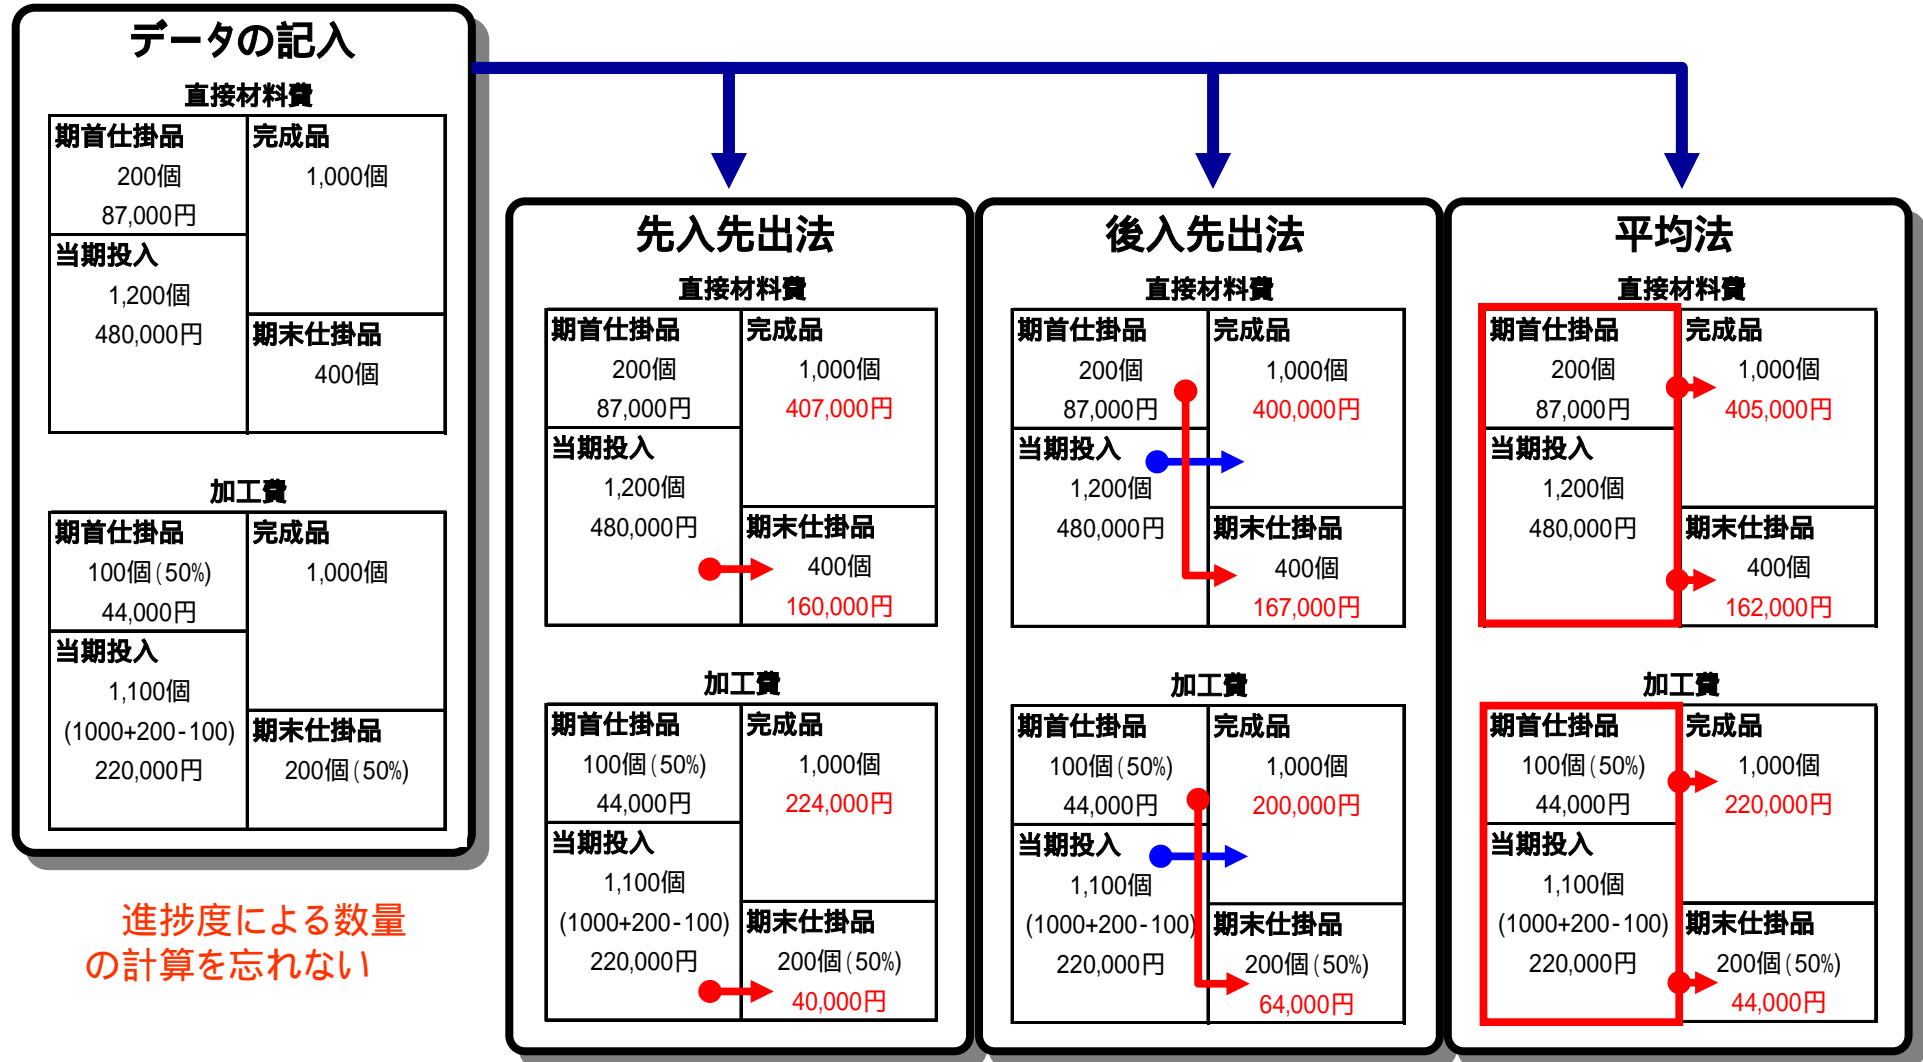 データの記入
直接材料費
期首仕掛品
200個
87,000円
当期投入
1,200個
480,000円
完成品
1,000個
期末仕掛品
400個
加工費
期首仕掛品
100個(50%)
44,000円
当期投入
1,100個
(1000+200-100)
220,000円
完成品
1,000個
期末仕掛品
200個(50%)
進捗度による数量
の計算を忘れない
先入先出法
直接材料費
期首仕掛品
200個
87,000円
当期投入
1,200個
480,000円
完成品
1,000個
407,000円
期末仕掛品
400個
160,000円
加工費
期首仕掛品
100個(50%)
44,000円
当期投入
1,100個
(1000+200-100)
220,000円
完成品
1,000個
224,000円
期末仕掛品
200個(50%)
40,000円
後入先出法
直接材料費
期首仕掛品
200個
87,000円
当期投入
1,200個
480,000円
完成品
1,000個
400,000円
期末仕掛品
400個
167,000円
加工費
期首仕掛品
100個(50%)
44,000円
当期投入
1,100個
(1000+200-100)
220,000円
完成品
1,000個
200,000円
期末仕掛品
200個(50%)
64,000円
平均法
直接材料費
期首仕掛品
200個
87,000円
当期投入
1,200個
480,000円
完成品
1,000個
405,000円
期末仕掛品
400個
162,000円
加工費
期首仕掛品
100個(50%)
44,000円
当期投入
1,100個
(1000+200-100)
220,000円
完成品
1,000個
220,000円
期末仕掛品
200個(50%)
44,000円